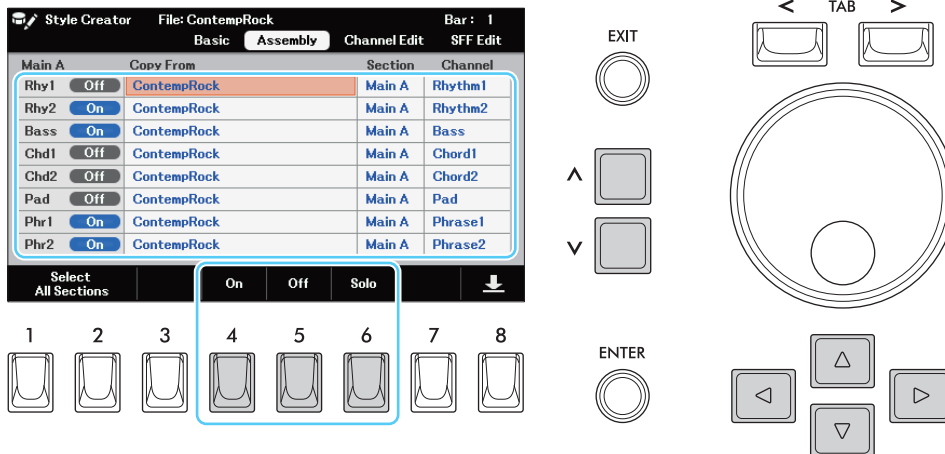 Style Creator File: ContempRock Bar: 1
Basic Assembly Channel Edit SFF Edit
Main A Copy From Section Channel
Rhy1 Off ContempRock Main A Rhythm1
Rhy2 On ContempRock Main A Rhythm2
Bass On ContempRock Main A Bass
Chd1 Off ContempRock Main A Chord1
Chd2 Off ContempRock Main A Chord2
Pad Off ContempRock Main A Pad
Phr1 On ContempRock Main A Phrase1
Phr2 On ContempRock Main A Phrase2
Select
All Sections
On Off Solo
1 2 3 4 5 6 7 8
EXIT
ENTER
< TAB >